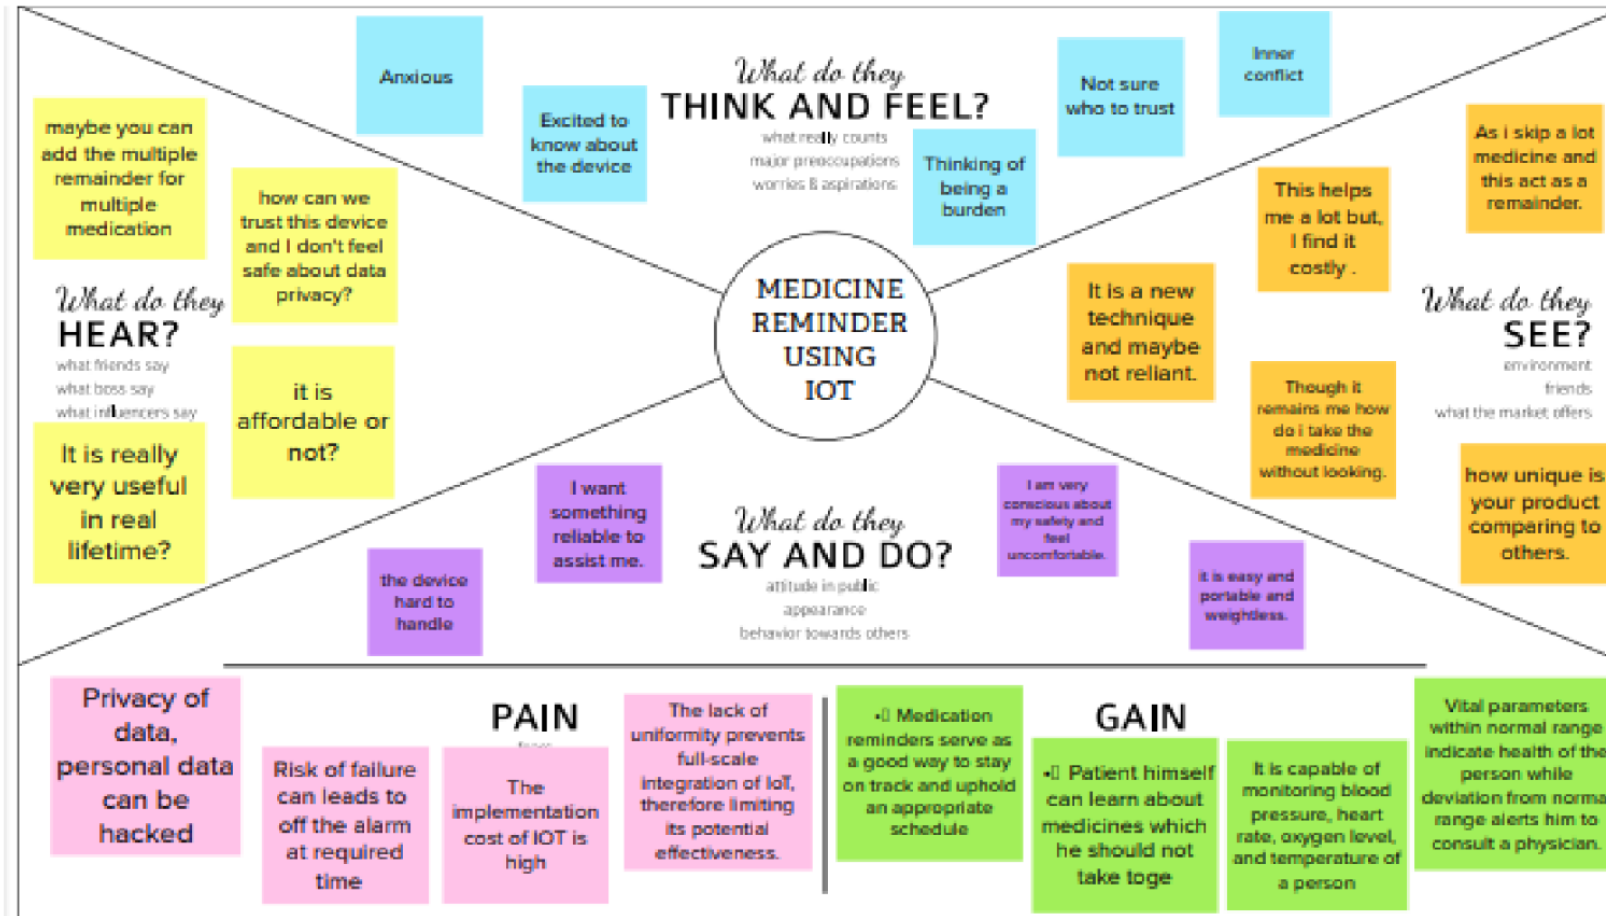 Anxious
Excited to
know about
the device
What do they
THINK AND FEEL?
what really counts
major preoccupations
worries & aspirations
Thinking of
being a
burden
Not sure
who to trust
Inner
conflict
maybe you can
add the multiple
remainder for
multiple
medication
how can we
trust this device
and I don't feel
safe about data
privacy?
What do they
HEAR?
what friends say
what boss say
what influencers say
it is
affordable or
not?
It is really
very useful
in real
lifetime?
MEDICINE
REMINDER
USING
IOT
As i skip a lot
medicine and
this act as a
remainder.
This helps
me a lot but,
I find it
costly .
It is a new
technique
and maybe
not reliant.
What do they
SEE?
environment
friends
what the market offers
Though it
remains me how
do i take the
medicine
without looking.
how unique is
your product
comparing to
others.
I want
something
reliable to
assist me.
the device
hard to
handle
What do they
SAY AND DO?
attitude in public
appearance
behavior towards others
I am very
conscious about
my safety and
feel
uncomfortable.
it is easy and
portable and
weightless.
PAIN
Privacy of
data,
personal data
can be
hacked
Risk of failure
can leads to
off the alarm
at required
time
The
implementation
cost of IOT is
high
The lack of
uniformity prevents
full-scale
integration of IoT,
therefore limiting
its potential
effectiveness.
GAIN
• Medication
reminders serve as
a good way to stay
on track and uphold
an appropriate
schedule
• Patient himself
can learn about
medicines which
he should not
take toge
It is capable of
monitoring blood
pressure, heart
rate, oxygen level,
and temperature of
a person
Vital parameters
within normal range
indicate health of the
person while
deviation from norma
range alerts him to
consult a physician.